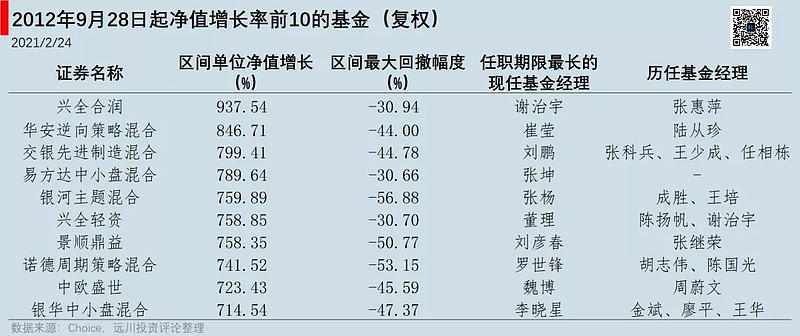 2012年9月28日起净值增长率前10的基金（复权）
2021/2/24
证券名称 区间单位净值增长（%） 区间最大回撤幅度（%） 任职期限最长的现任基金经理 历任基金经理
兴全合润 937.54 -30.94 谢治宇 张惠萍
华安逆向策略混合 846.71 -44.00 崔莹 陆从珍
交银先进制造混合 799.41 -44.78 刘鹏 张科兵、王少成、任相栋
易方达中小盘混合 789.64 -30.66 张坤 -
银河主题混合 759.89 -56.88 张杨 成胜、王培
兴全轻资 758.85 -30.70 董理 陈扬帆、谢治宇
景顺鼎益 758.35 -50.77 刘彦春 张继荣
诺德周期策略混合 741.52 -53.15 罗世锋 胡志伟、陈国光
中欧盛世 723.43 -45.59 魏博 周蔚文
银华中小盘混合 714.54 -47.37 李晓星 金斌、廖平、王华
数据来源：Choice，远川投资评论整理